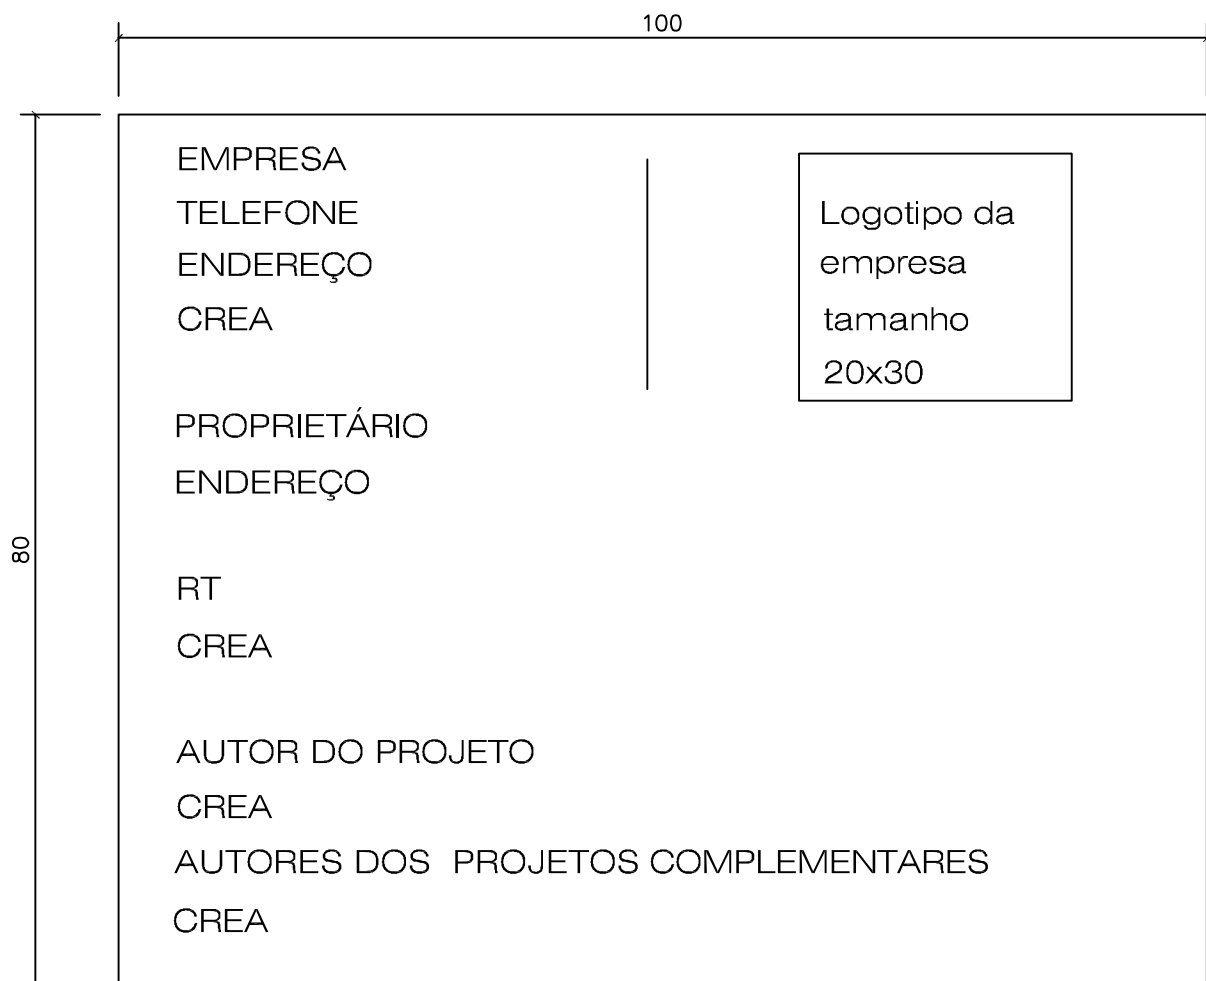 100
80
EMPRESA
TELEFONE
ENDEREÇO
CREA
Logotipo da
empresa
tamanho
20x30
PROPRIETÁRIO
ENDEREÇO
RT
CREA
AUTOR DO PROJETO
CREA
AUTORES DOS PROJETOS COMPLEMENTARES
CREA